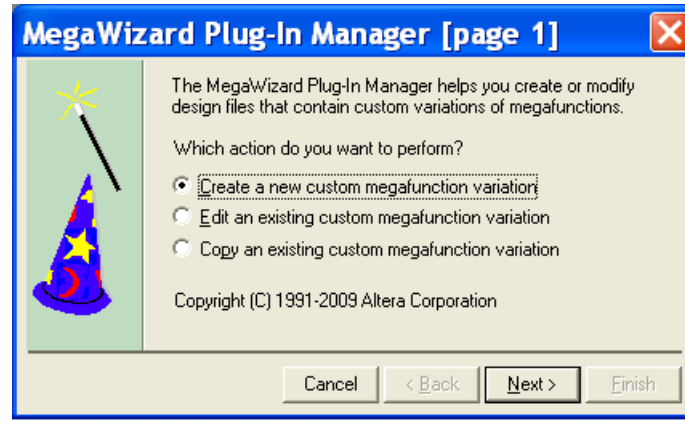 MegaWizard Plug-In Manager [page 1]
The MegaWizard Plug-In Manager helps you create or modify
design files that contain custom variations of megafunctions.
Which action do you want to perform?
Create a new custom megafunction variation
Edit an existing custom megafunction variation
Copy an existing custom megafunction variation
Copyright (C) 1991-2009 Altera Corporation
Cancel < Back Next > Finish